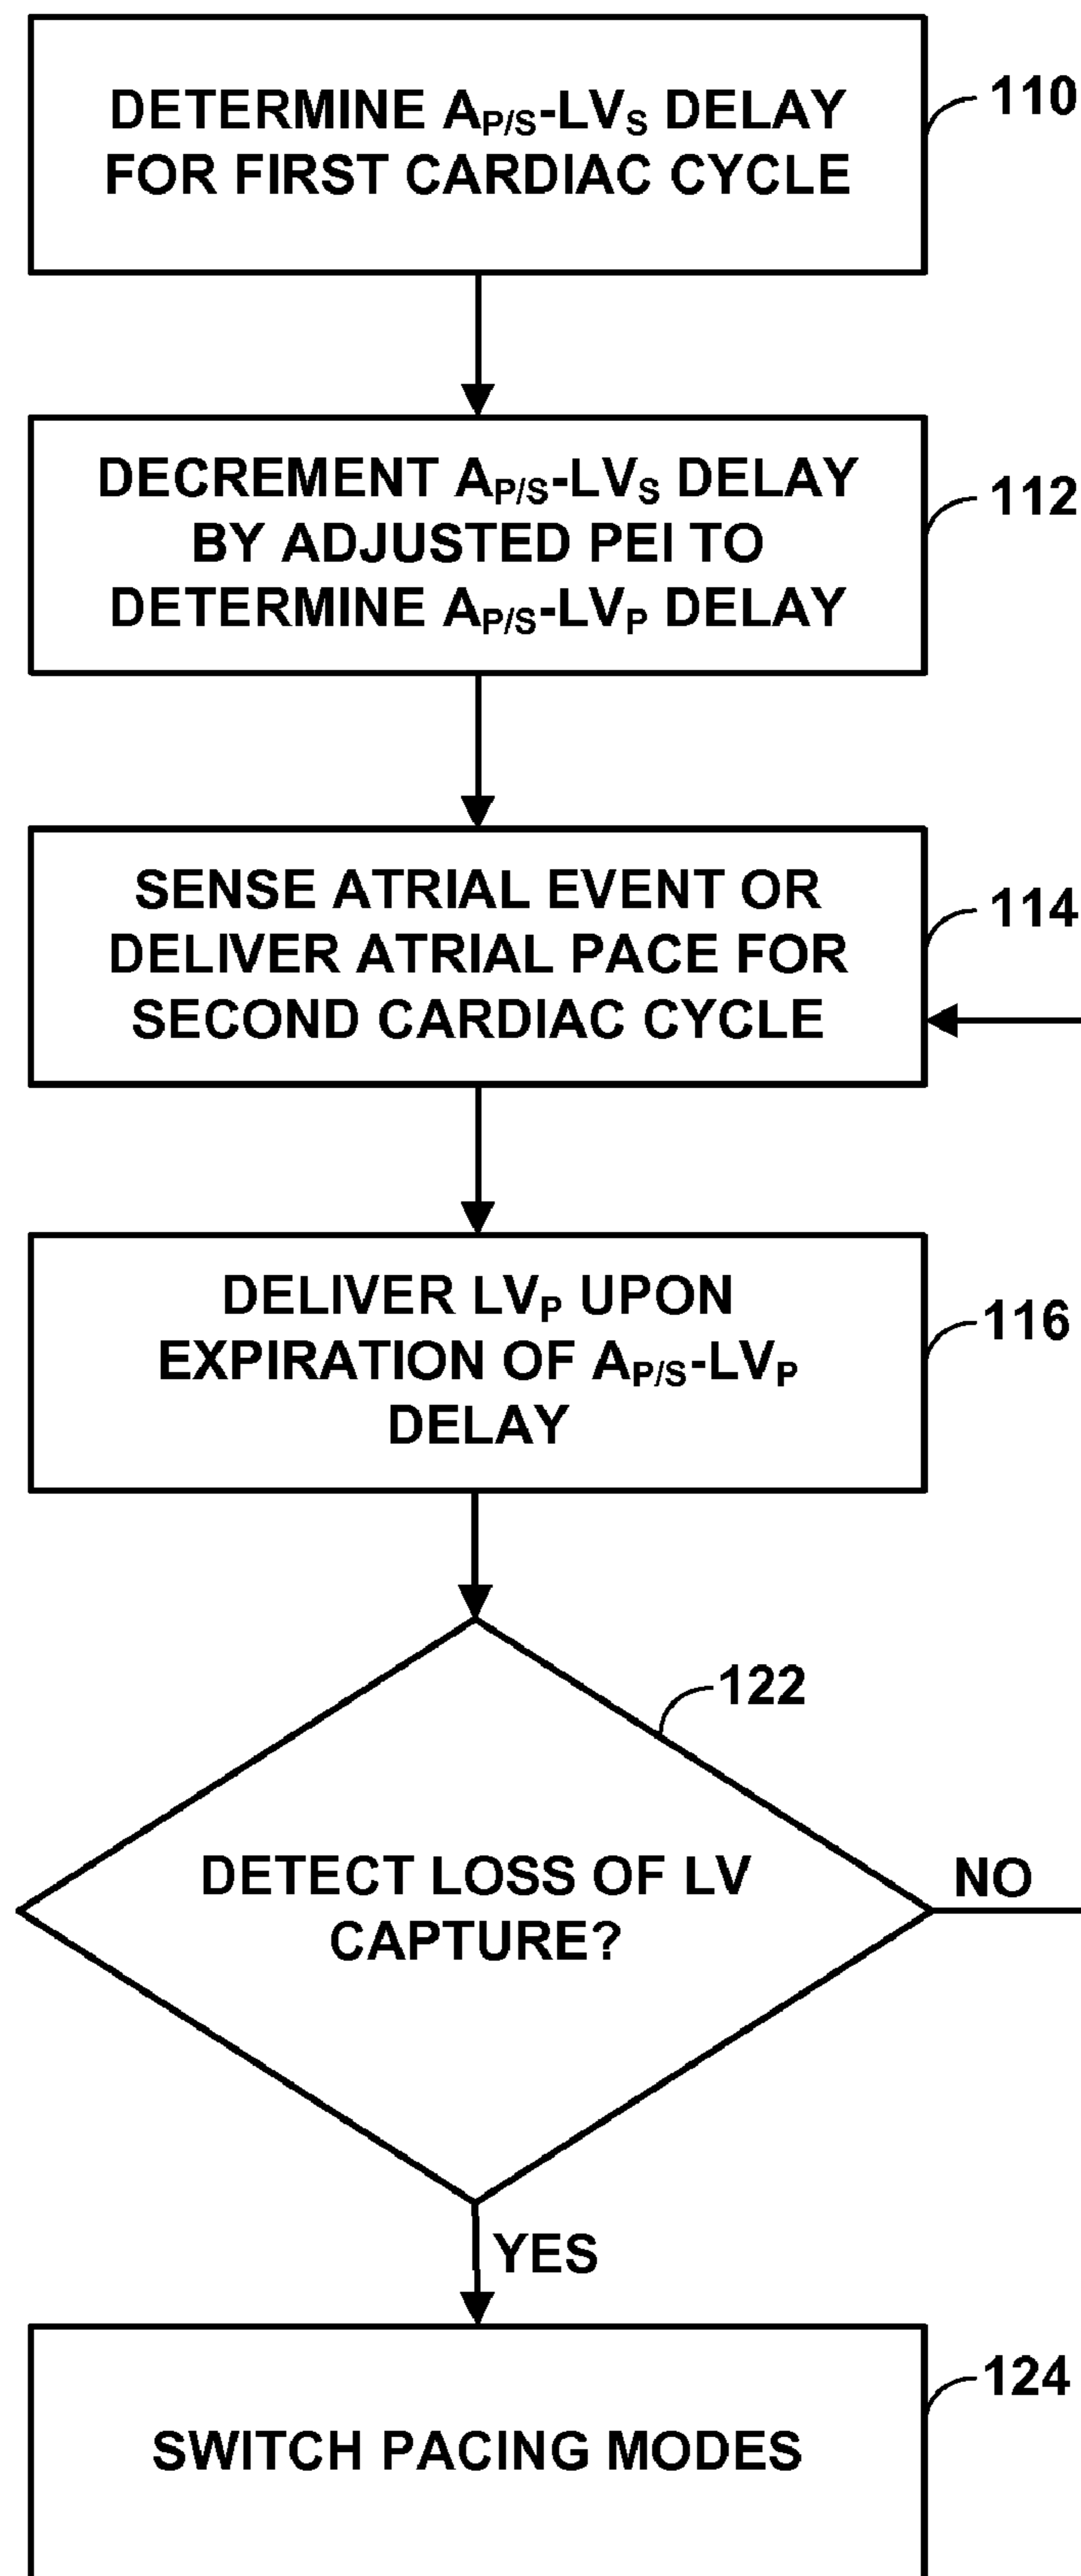 DETERMINE AP/S-LVS DELAY
FOR FIRST CARDIAC CYCLE
110
DECREMENT AP/S-LVS DELAY
BY ADJUSTED PEI TO
DETERMINE AP/S-LVP DELAY
112
SENSE ATRIAL EVENT OR
DELIVER ATRIAL PACE FOR
SECOND CARDIAC CYCLE
114
DELIVER LVP UPON
EXPIRATION OF AP/S-LVP
DELAY
116
122
DETECT LOSS OF LV
CAPTURE?
NO
YES
SWITCH PACING MODES
124